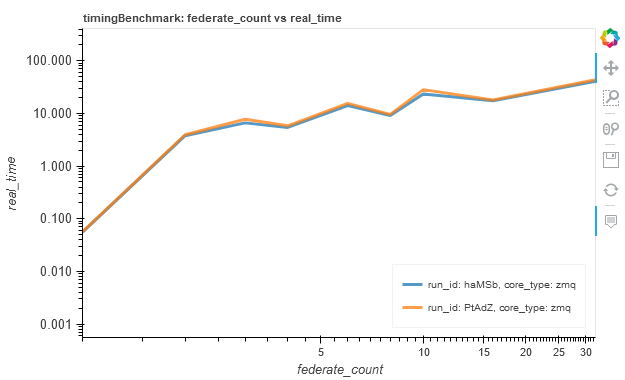 timingBenchmark: federate_count vs real_time
100.000
10.000
1.000
0.100
0.010
0.001
real_time
run_id: haMSb, core_type: zmq
run_id: PtAdZ, core_type: zmq
5 10 15 20 25 30
federate_count